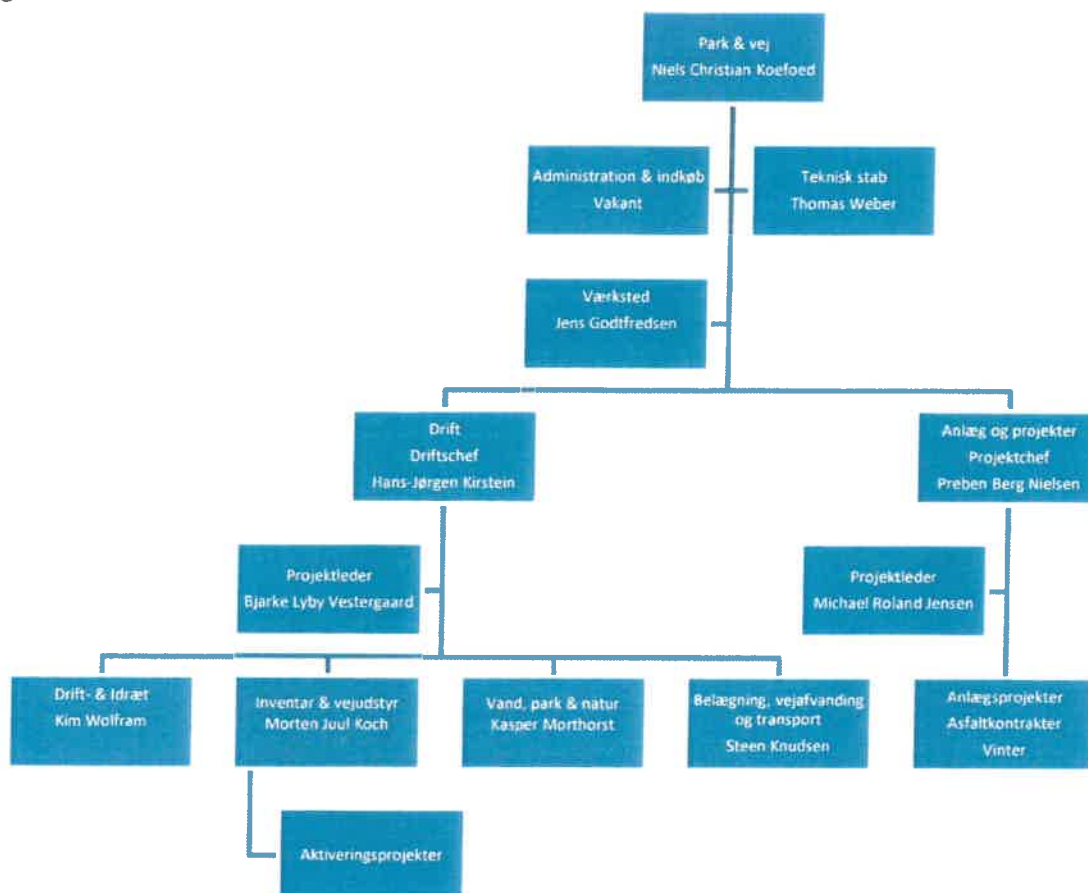 Park & vej
Niels Christian Koefoed
Administration & indkøb
Vakant
Teknisk stab
Thomas Weber
Værksted
Jens Godtfredsen
Drift
Driftschef
Hans-Jørgen Kirstein
Anlæg og projekter
Projektchef
Preben Berg Nielsen
Projektleder
Bjarke Lyby Vestergaard
Projektleder
Michael Roland Jensen
Drift- & Idræt
Kim Wolfram
Inventar & vejudstyr
Morten Juul Koch
Vand, park & natur
Kasper Morthorst
Belægning, vejafvanding
og transport
Steen Knudsen
Anlægsprojekter
Asfaltkontrakter
Vinter
Aktiveringsprojekter